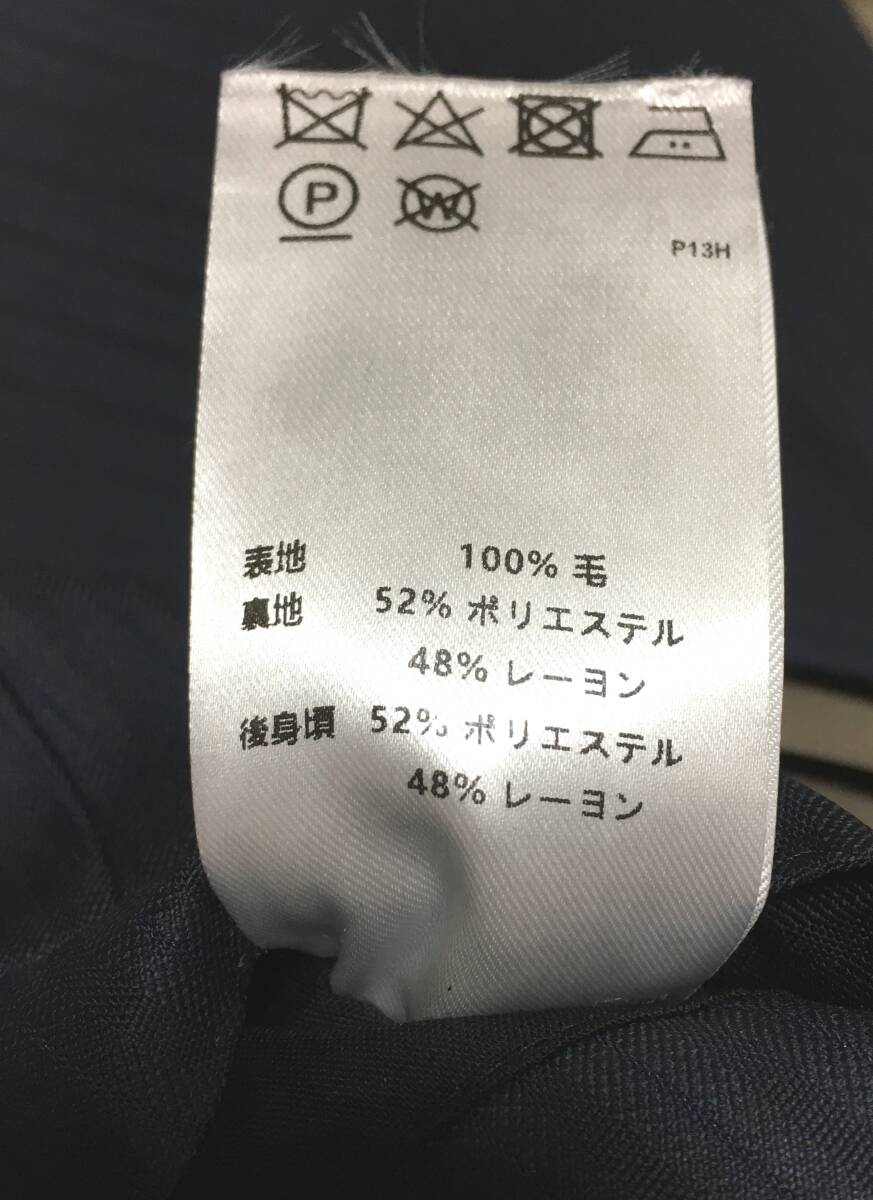 P
W
P13H
表地 100% 毛
裏地 52% ポリエステル
48% レーヨン
後身頃 52% ポリエステル
48% レーヨン